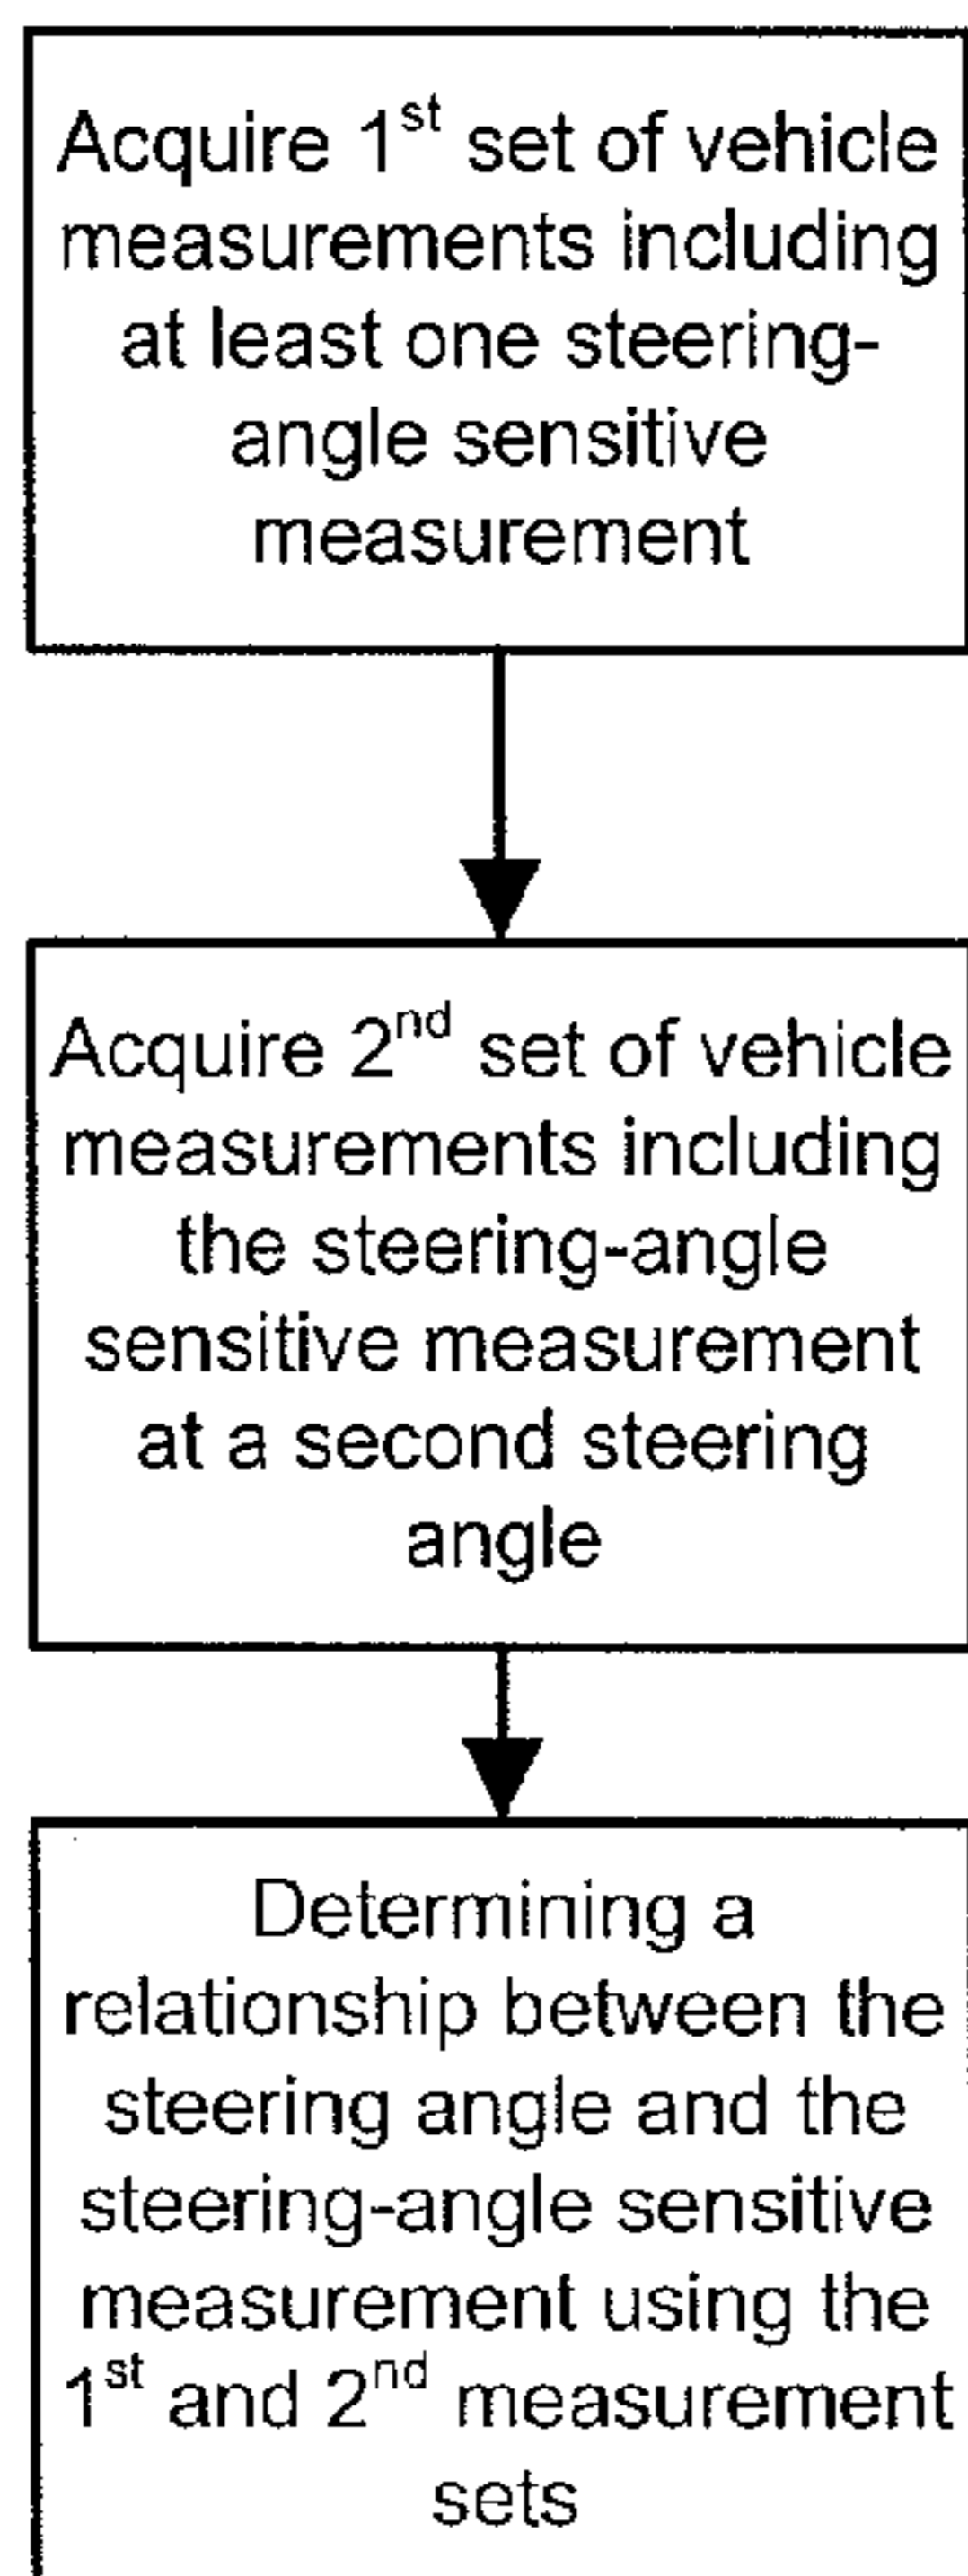 Acquire 1st set of vehicle
measurements including
at least one steering-
angle sensitive
measurement
Acquire 2nd set of vehicle
measurements including
the steering-angle
sensitive measurement
at a second steering
angle
Determining a
relationship between the
steering angle and the
steering-angle sensitive
measurement using the
1st and 2nd measurement
sets